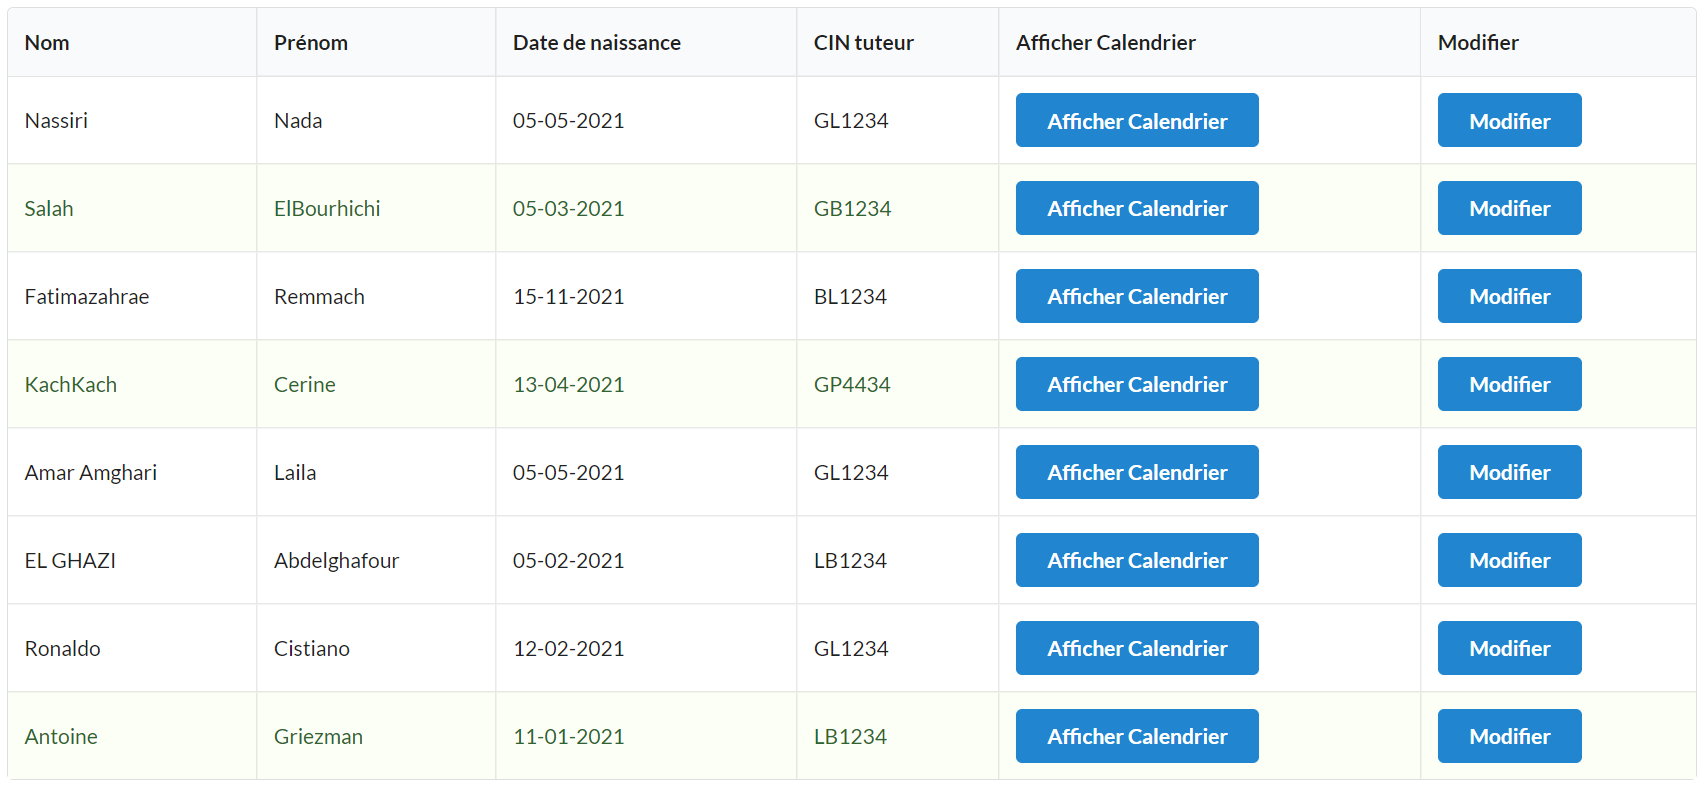 Nom Prénom Date de naissance CIN tuteur Afficher Calendrier Modifier
Nassiri Nada 05-05-2021 GL1234 Afficher Calendrier Modifier
Salah ElBourhichi 05-03-2021 GB1234 Afficher Calendrier Modifier
Fatimazahrae Remmach 15-11-2021 BL1234 Afficher Calendrier Modifier
KachKach Cerine 13-04-2021 GP4434 Afficher Calendrier Modifier
Amar Amghari Laila 05-05-2021 GL1234 Afficher Calendrier Modifier
EL GHAZI Abdelghafour 05-02-2021 LB1234 Afficher Calendrier Modifier
Ronaldo Cistiano 12-02-2021 GL1234 Afficher Calendrier Modifier
Antoine Griezman 11-01-2021 LB1234 Afficher Calendrier Modifier